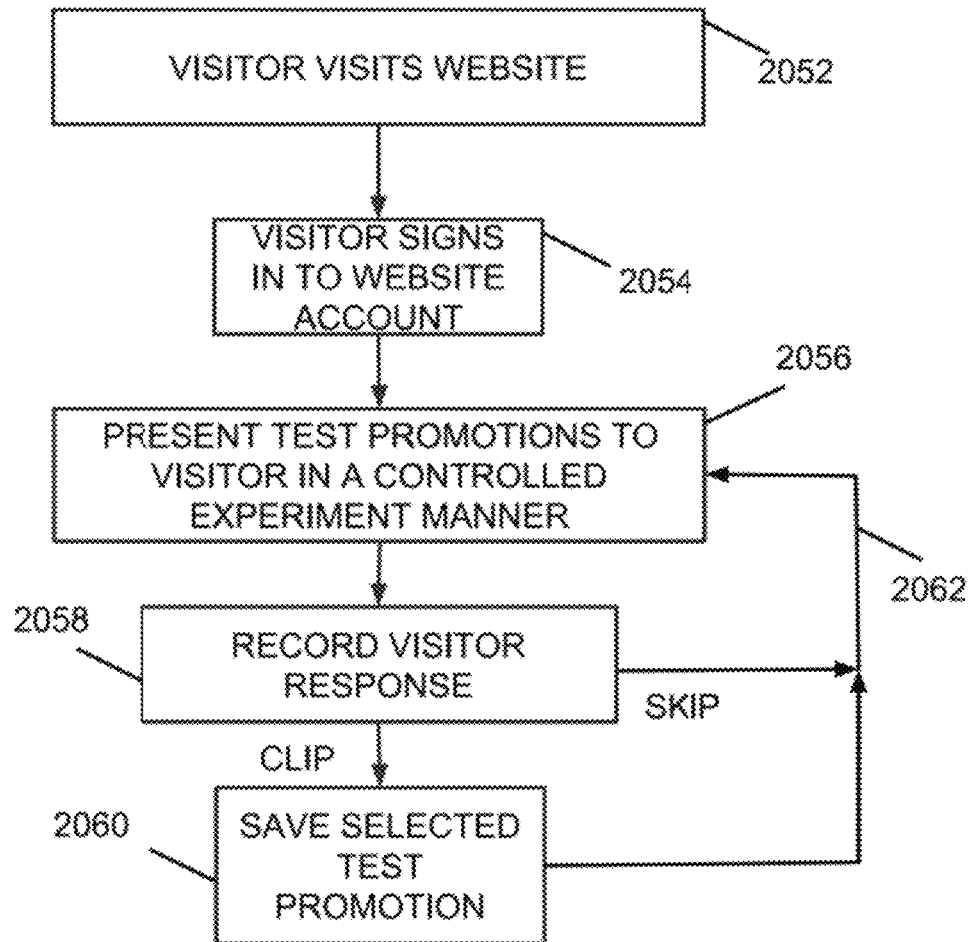 VISITOR VISITS WEBSITE
2052
VISITOR SIGNS
IN TO WEBSITE
ACCOUNT
2054
2056
PRESENT TEST PROMOTIONS TO
VISITOR IN A CONTROLLED
EXPERIMENT MANNER
2062
2058
RECORD VISITOR
RESPONSE
SKIP
CLIP
2060
SAVE SELECTED
TEST
PROMOTION